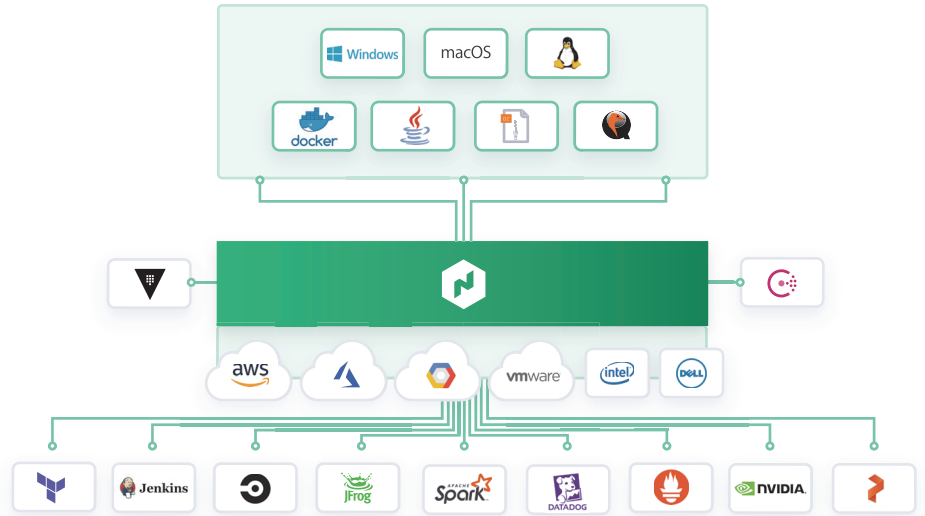 Windows
macOS
docker
aws
vmware
intel
DELL
Jenkins
JFrog
APACHE
Spark
DATADOG
NVIDIA.